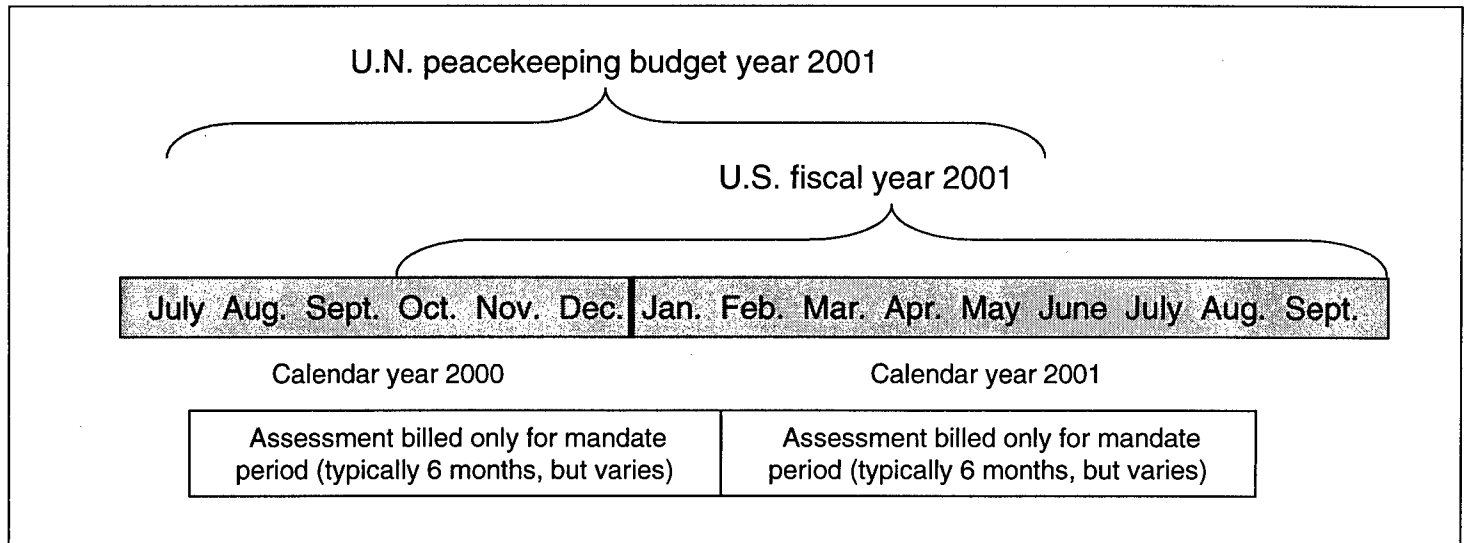 U.N. peacekeeping budget year 2001
U.S. fiscal year 2001
July Aug. Sept. Oct. Nov. Dec. Jan. Feb. Mar. Apr. May June July Aug. Sept.
Calendar year 2000
Calendar year 2001
Assessment billed only for mandate
period (typically 6 months, but varies)
Assessment billed only for mandate
period (typically 6 months, but varies)